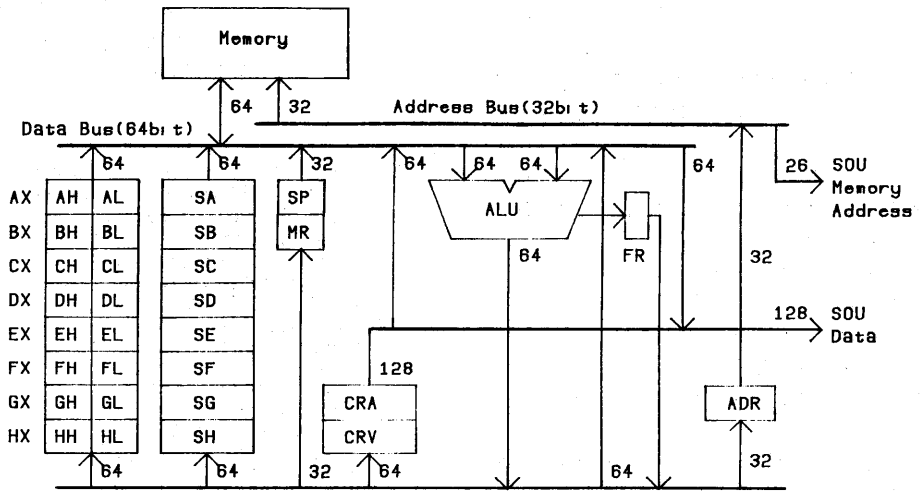 Memory
64
32
Address Bus(32bit)
Data Bus(64bit)
64
64
32
64
64
64
64
26
SOU
Memory
Address
AX
AH
AL
SA
SP
ALU
BX
BH
BL
SB
MR
FR
64
CX
CH
CL
SC
32
DX
DH
DL
SD
EX
EH
EL
SE
128
SOU
Data
FX
FH
FL
SF
128
GX
GH
GL
SG
CRA
ADR
HX
HH
HL
SH
CRV
64
64
32
64
64
32